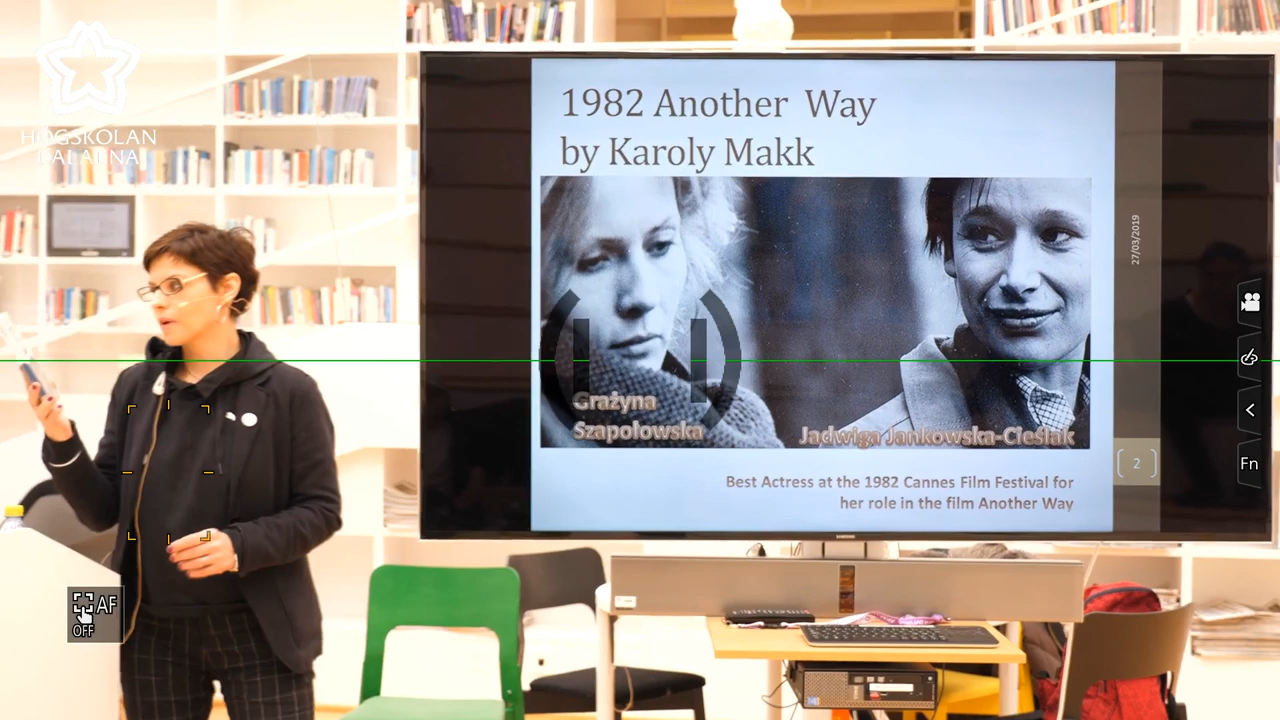 HÖGSKOLAN
DALARNA
1982 Another Way
by Karoly Makk
27/03/2019
Grażyna
Szapołowska
Jadwiga Jankowska-Cieślak
2
Best Actress at the 1982 Cannes Film Festival for
her role in the film Another Way
Fn
AF
OFF
SAMSUNG